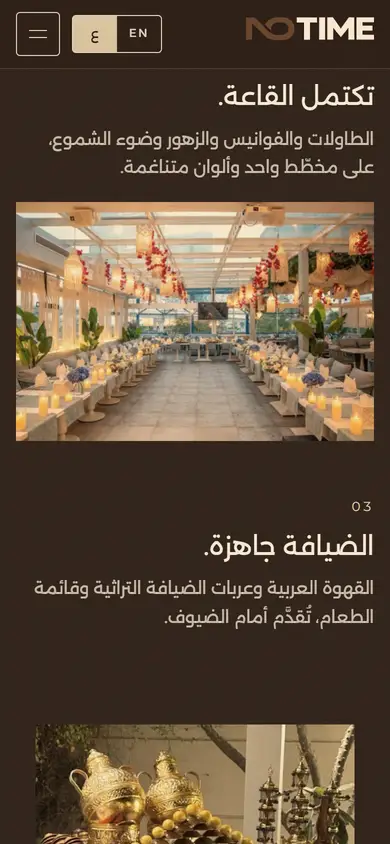 NOTIME
EN
ع
تكتمل القاعة.
الطاولات والفوانيس والزهور وضوء الشموع،
على مخطّط واحد وألوان متناغمة.
03
الضيافة جاهزة.
القهوة العربية وعربات الضيافة التراثية وقائمة
الطعام، تُقدَّم أمام الضيوف.